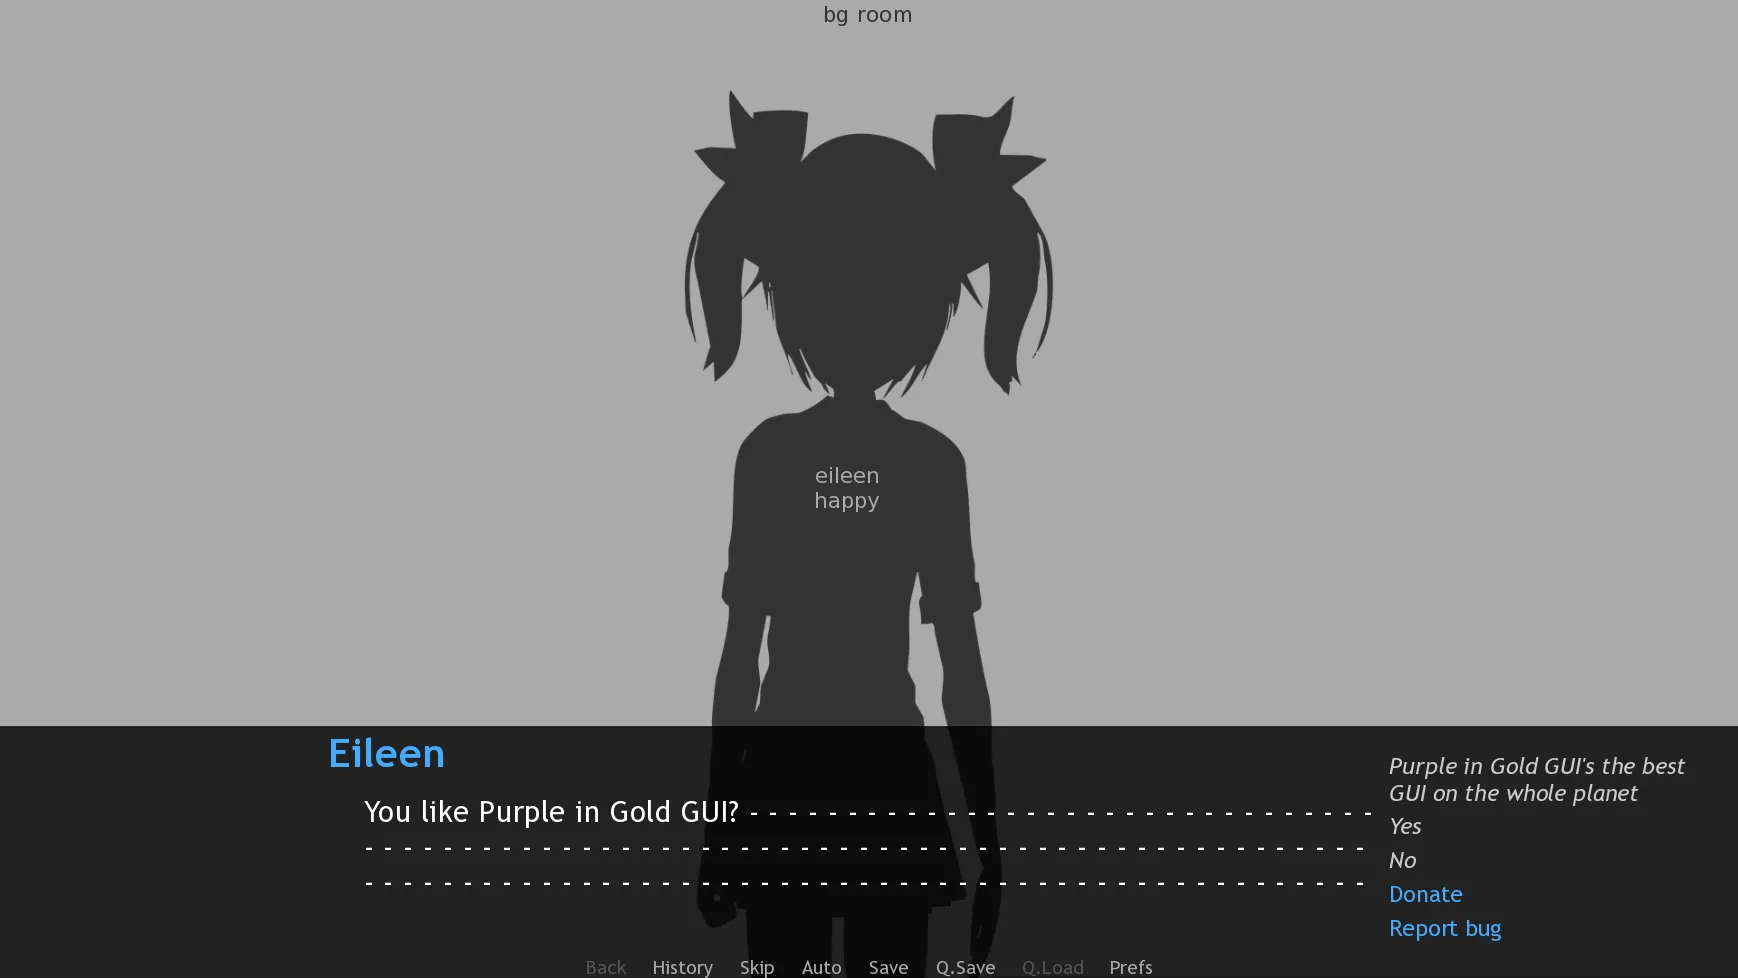 bg room
eileen
happy
Eileen
You like Purple in Gold GUI? - - - - - - - - - - - - - - - - - - - - - - - - - - - - - - - -
- - - - - - - - - - - - - - - - - - - - - - - - - - - - - - - - - - - - - - - - - - - - - - - - - - -
- - - - - - - - - - - - - - - - - - - - - - - - - - - - - - - - - - - - - - - - - - - - - - - - - - -
Purple in Gold GUI's the best
GUI on the whole planet
Yes
No
Donate
Report bug
Back History Skip Auto Save Q.Save Q.Load Prefs